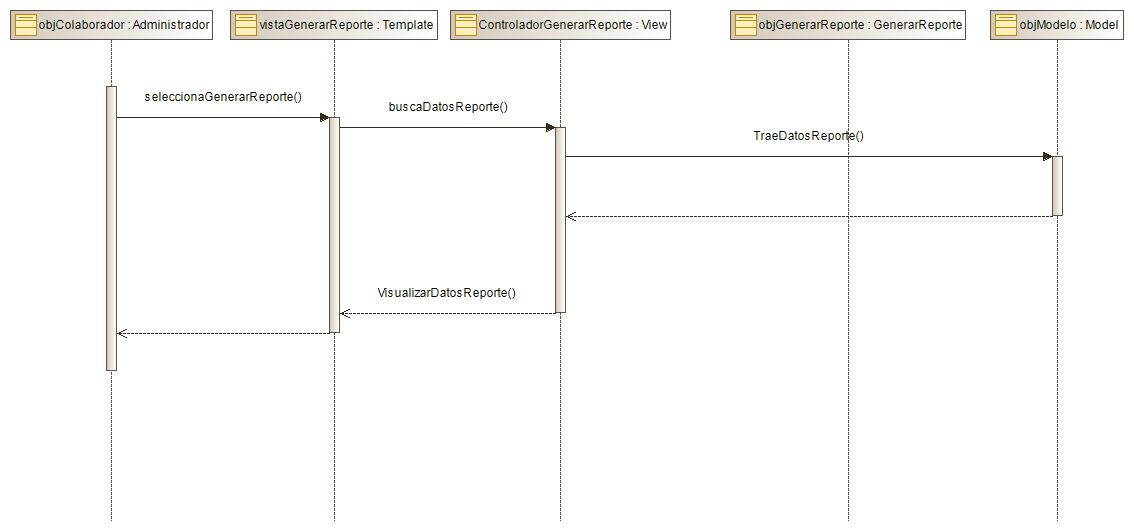 objColaborador : Administrador
vistaGenerarReporte : Template
ControladorGenerarReporte : View
objGenerarReporte : GenerarReporte
objModelo : Model
seleccionaGenerarReporte()
buscaDatosReporte()
TraeDatosReporte()
VisualizarDatosReporte()